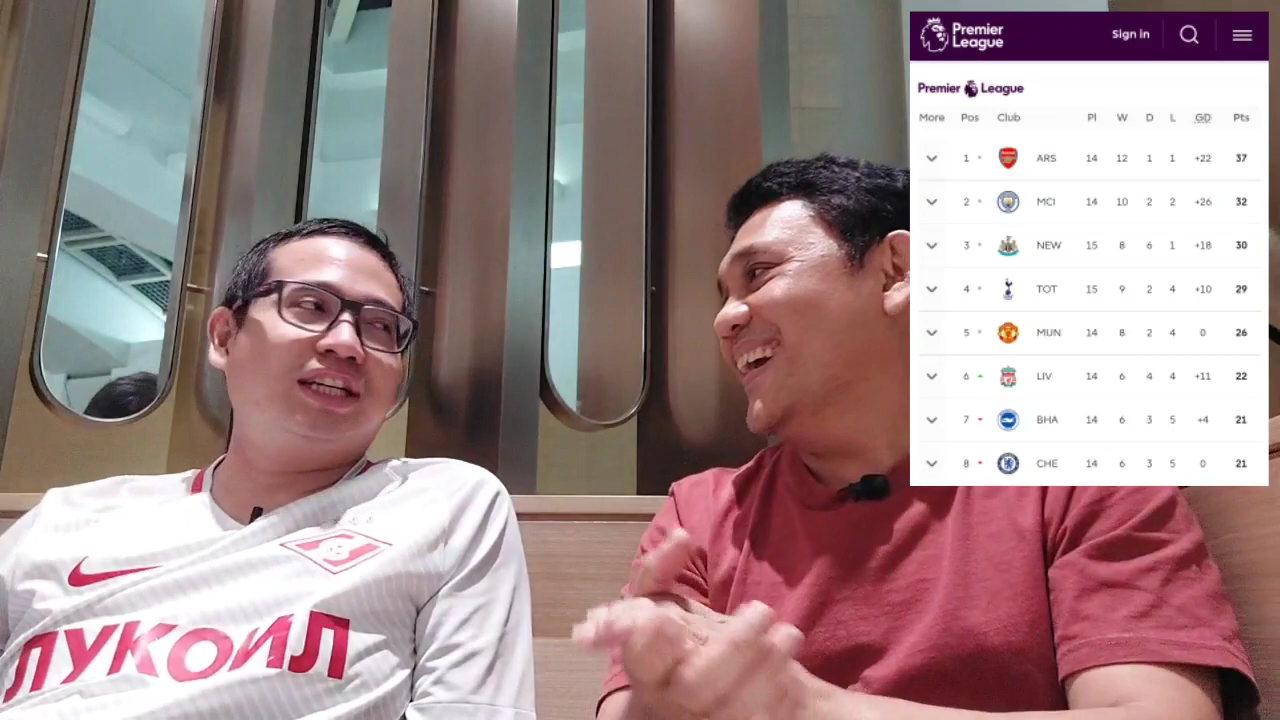 Premier League
Sign in
Premier League
More Pos Club Pl W D L GD Pts
1 ARS 14 12 1 1 +22 37
2 MCI 14 10 2 2 +26 32
3 NEW 15 8 6 1 +18 30
4 TOT 15 9 2 4 +10 29
5 MUN 14 8 2 4 0 26
6 LIV 14 6 4 4 +11 22
7 BHA 14 6 3 5 +4 21
8 CHE 14 6 3 5 0 21
ЛУКОЙЛ